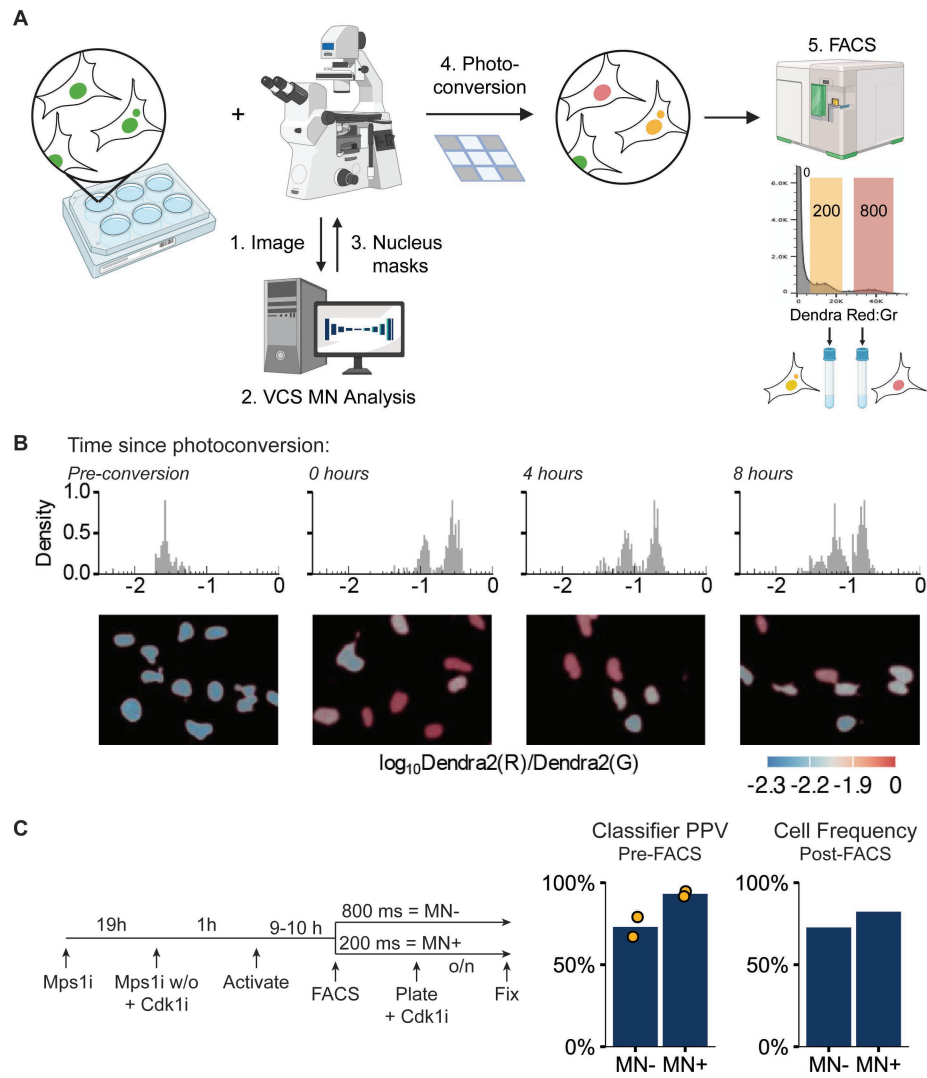 A
4. Photo-
conversion
5. FACS
+
1. Image
3. Nucleus
masks
2. VCS MN Analysis
0
200
800
6.0K
4.0K
2.0K
0
0
20K
40K
Dendra Red:Gr
B
Time since photoconversion:
Pre-conversion
0 hours
4 hours
8 hours
Density
1.0
0.5
0.0
-2
-1
0
-2
-1
0
-2
-1
0
-2
-1
0
log10Dendra2(R)/Dendra2(G)
-2.3
-2.2
-1.9
0
C
19h
1h
9-10 h
800 ms = MN-
200 ms = MN+
o/n
Mps1i
Mps1i w/o
+ Cdk1i
Activate
FACS
Plate
+ Cdk1i
Fix
Classifier PPV
Pre-FACS
100%
50%
0%
MN-
MN+
Cell Frequency
Post-FACS
100%
50%
0%
MN-
MN+